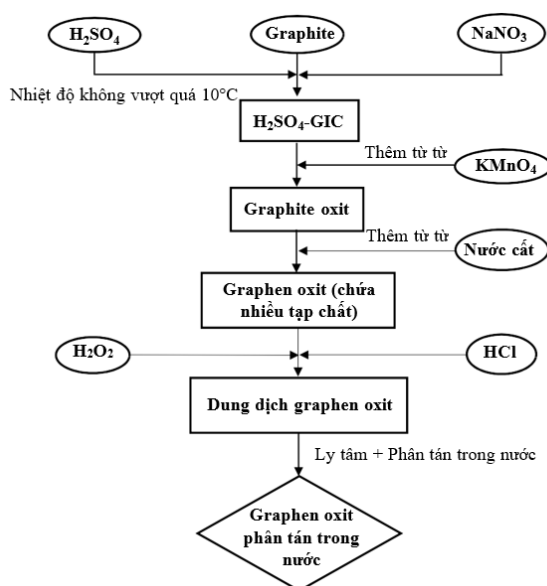 H₂SO₄
Graphite
NaNO₃
Nhiệt độ không vượt quá 10°C
H₂SO₄-GIC
Thêm từ từ
KMnO₄
Graphite oxit
Thêm từ từ
Nước cất
Graphen oxit (chứa
nhiều tạp chất)
H₂O₂
HCl
Dung dịch graphen oxit
Ly tâm + Phân tán trong nước
Graphen oxit
phân tán trong
nước